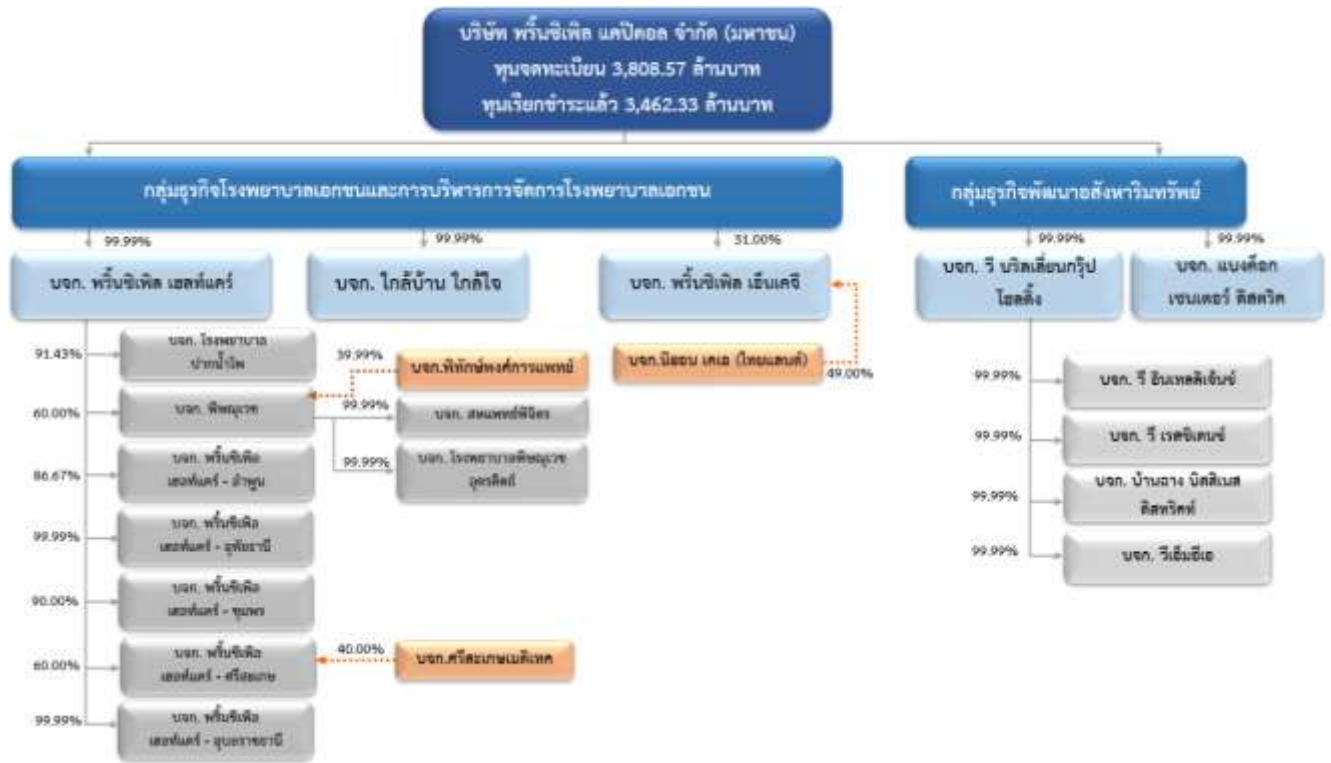 บริษัท พริ้นซิเพิล แคปิตอล จำกัด (มหาชน)
ทุนจดทะเบียน 3,808.57 ล้านบาท
ทุนเรียกชำระแล้ว 3,462.33 ล้านบาท
กลุ่มธุรกิจโรงพยาบาลเอกชนและการบริหารการจัดการโรงพยาบาลเอกชน
กลุ่มธุรกิจพัฒนาอสังหาริมทรัพย์
99.99%
99.99%
31.00%
99.99%
99.99%
บจก. พริ้นซิเพิล เฮลท์แคร์
บจก. ใกล้บ้าน ใกล้ใจ
บจก. พริ้นซิเพิล เอ็นเคจี
บจก. วี บริลเลี่ยนกรุ๊ป
โฮลดิ้ง
บจก. แบงค็อก
เซนเตอร์ ดิสตริค
91.43%
บจก. โรงพยาบาล
ปากน้ำโพ
39.99%
บจก.พิทักษ์พงศ์การแพทย์
บจก.นิฮอน เคเอ (ไทยแลนด์)
49.00%
60.00%
บจก. พิษณุเวช
99.99%
บจก. สหแพทย์พิจิตร
99.99%
บจก. โรงพยาบาลพิษณุเวช
อุตรดิตถ์
86.67%
บจก. พริ้นซิเพิล
เฮลท์แคร์ - ลำพูน
99.99%
บจก. พริ้นซิเพิล
เฮลท์แคร์ - อุทัยธานี
90.00%
บจก. พริ้นซิเพิล
เฮลท์แคร์ - ชุมพร
60.00%
บจก. พริ้นซิเพิล
เฮลท์แคร์ - ศรีสะเกษ
40.00%
บจก.ศรีสะเกษเมดิเทค
99.99%
บจก. พริ้นซิเพิล
เฮลท์แคร์ - อุบลราชธานี
99.99%
บจก. วี อินเทลลิเจ้นซ์
99.99%
บจก. วี เรสซิเดนซ์
99.99%
บจก. บ้านฉาง บิสสิเนส
ดิสทริคท์
99.99%
บจก. วีเอ็มอีเอ